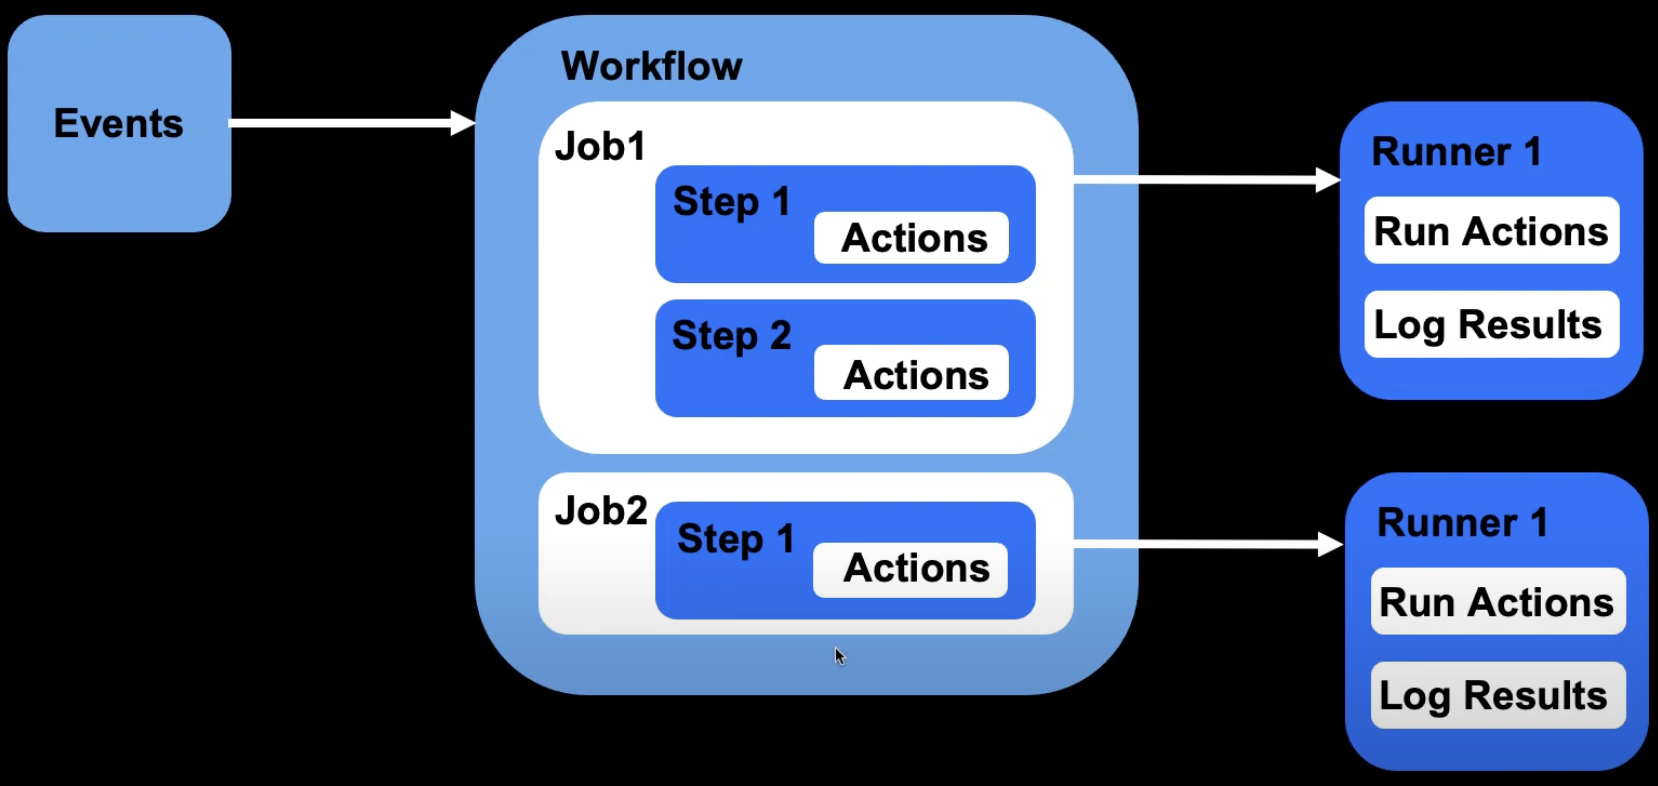 Events
Workflow
Job1
Step 1
Actions
Step 2
Actions
Job2
Step 1
Actions
Runner 1
Run Actions
Log Results
Runner 1
Run Actions
Log Results